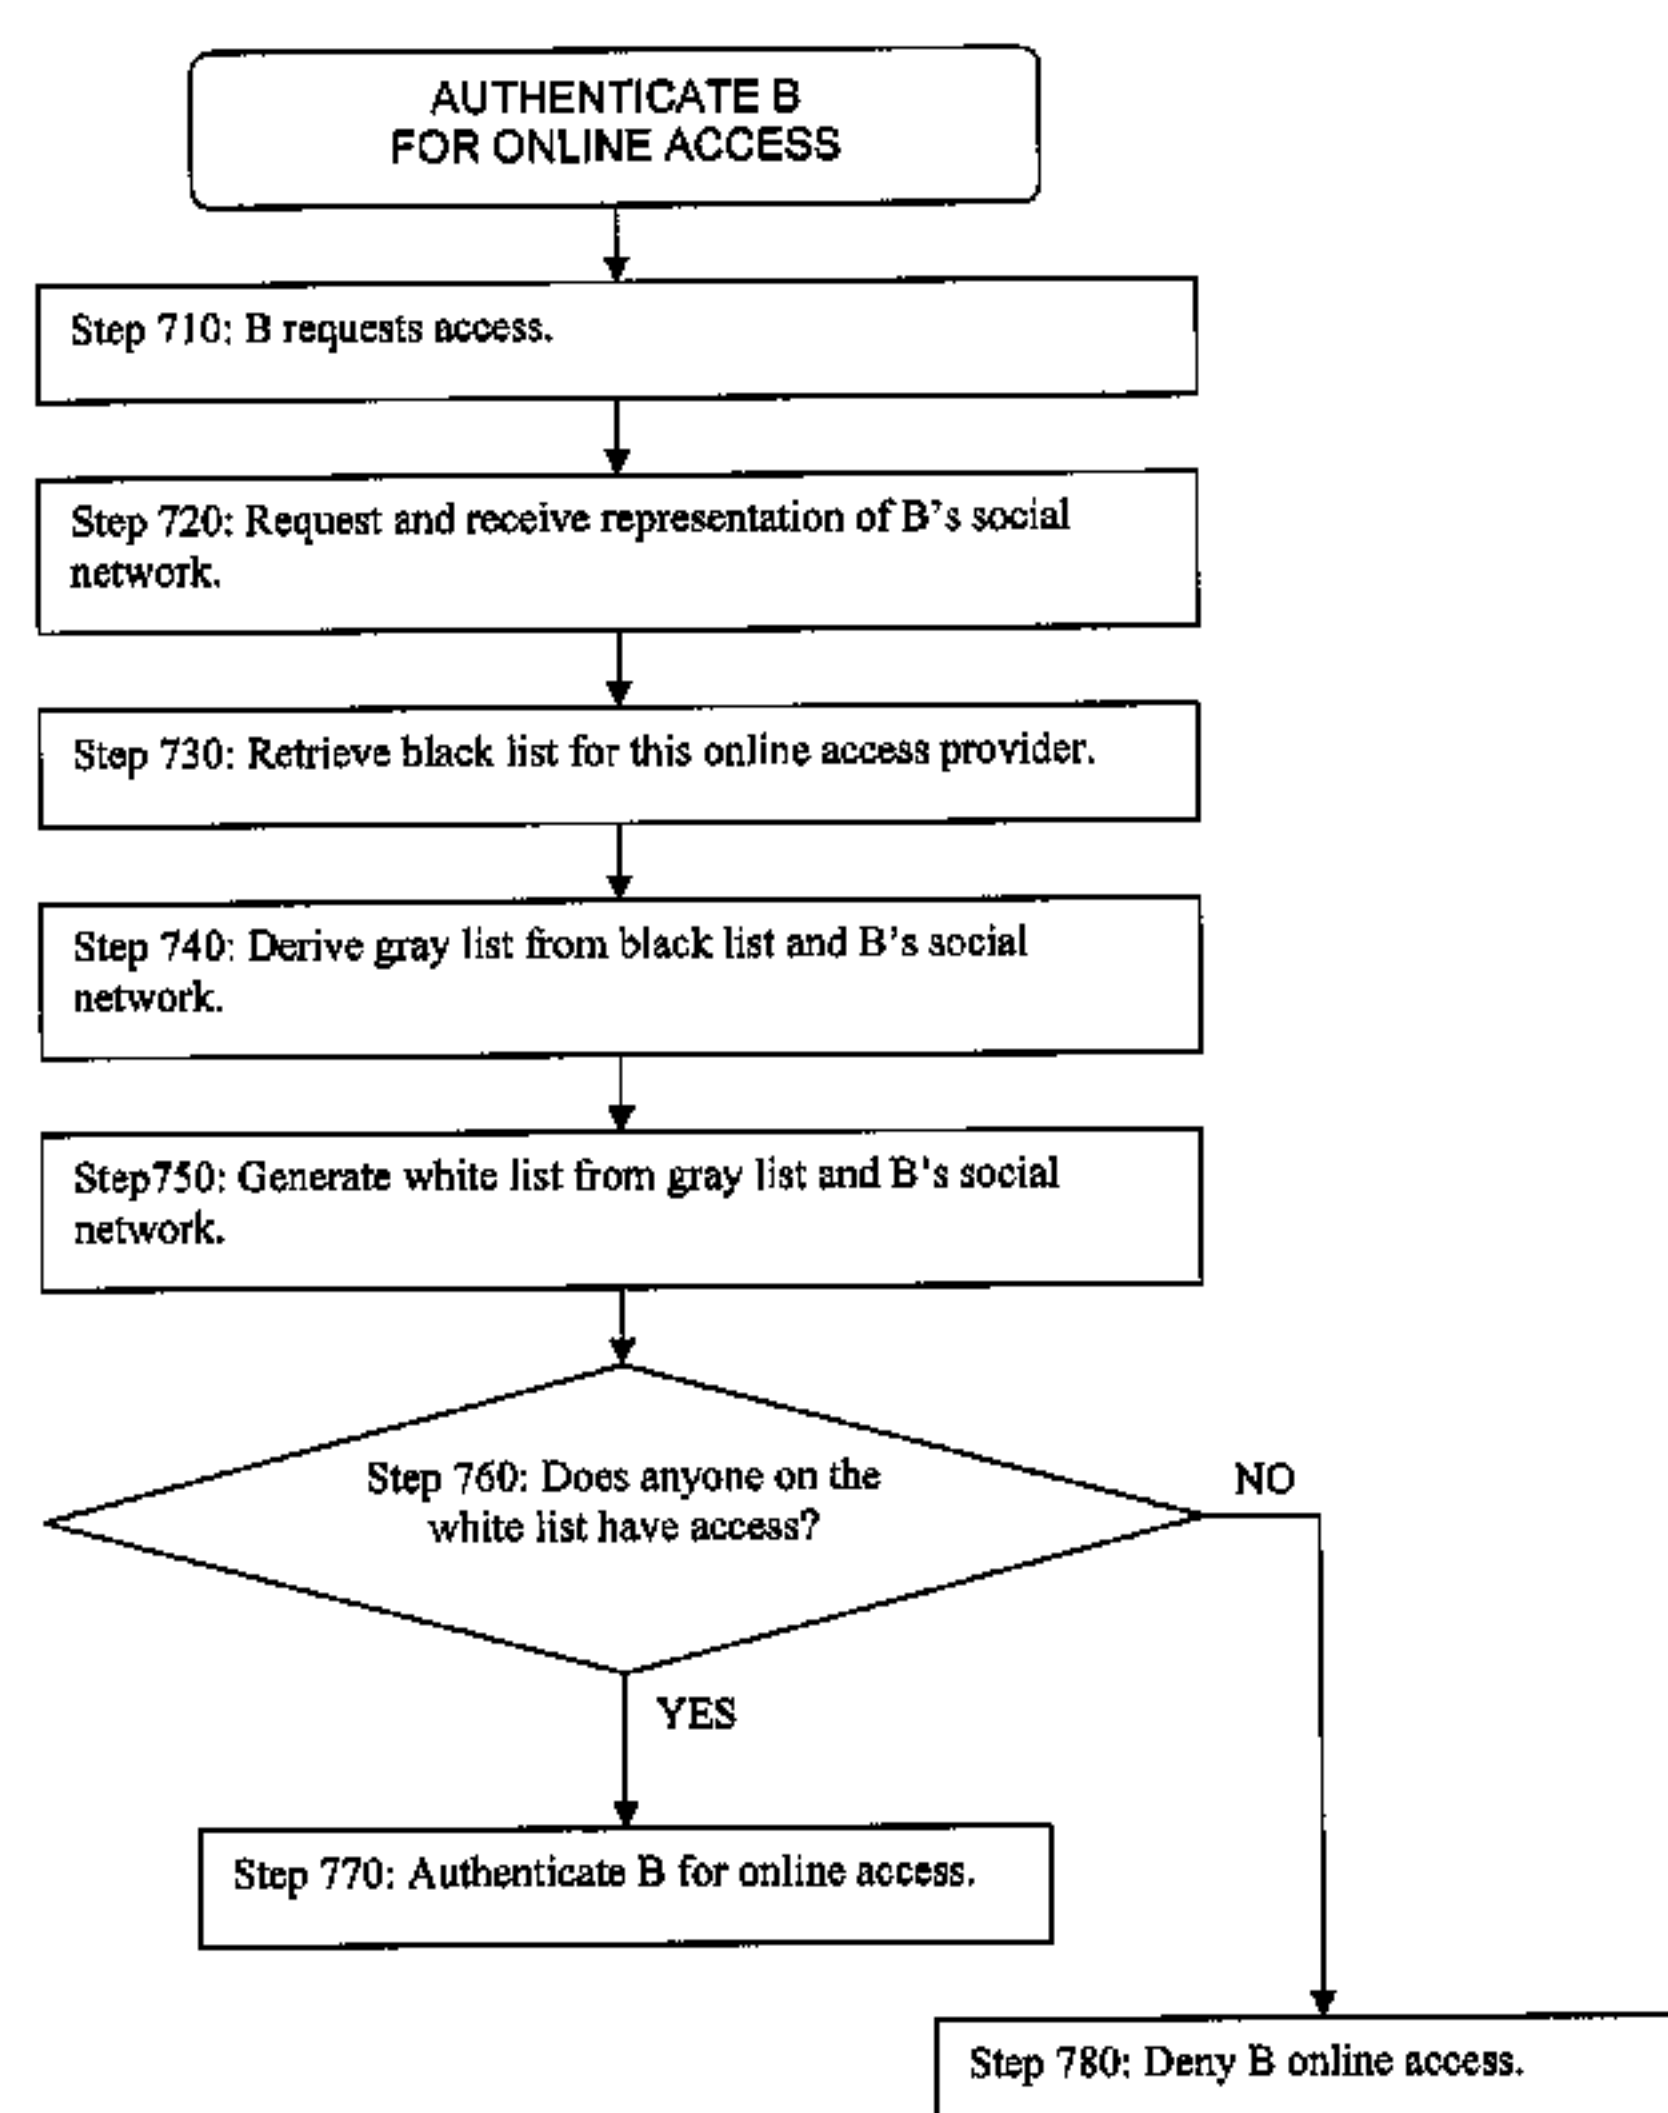 AUTHENTICATE B
FOR ONLINE ACCESS
Step 710: B requests access.
Step 720: Request and receive representation of B's social
network.
Step 730: Retrieve black list for this online access provider.
Step 740: Derive gray list from black list and B's social
network.
Step750: Generate white list from gray list and B's social
network.
Step 760: Does anyone on the
white list have access?
NO
YES
Step 770: Authenticate B for online access.
Step 780: Deny B online access.